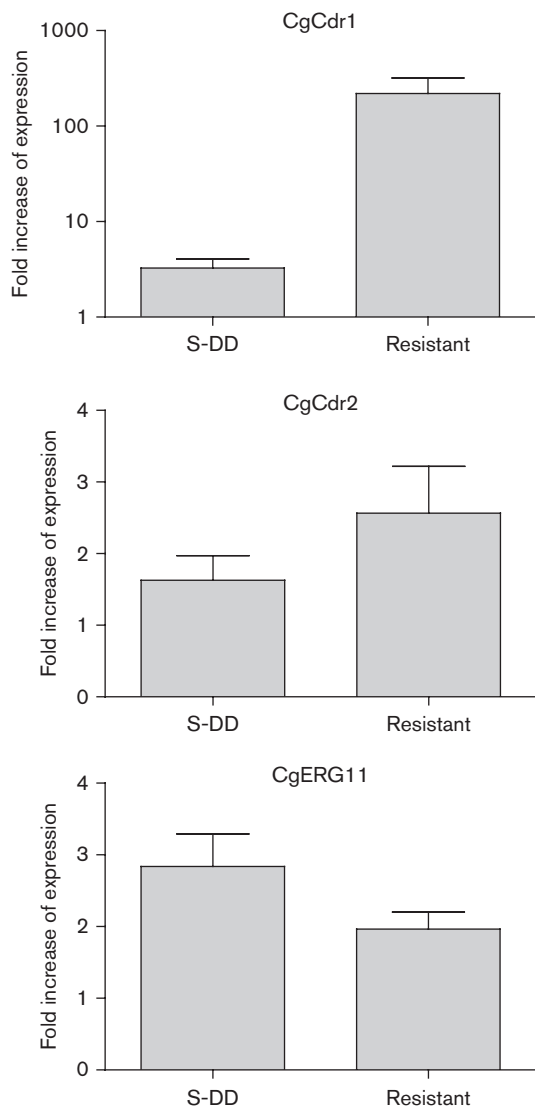 CgCdr1
Fold increase of expression
1000
100
10
1
S-DD Resistant
CgCdr2
Fold increase of expression
4
3
2
1
0
S-DD Resistant
CgERG11
Fold increase of expression
4
3
2
1
0
S-DD Resistant